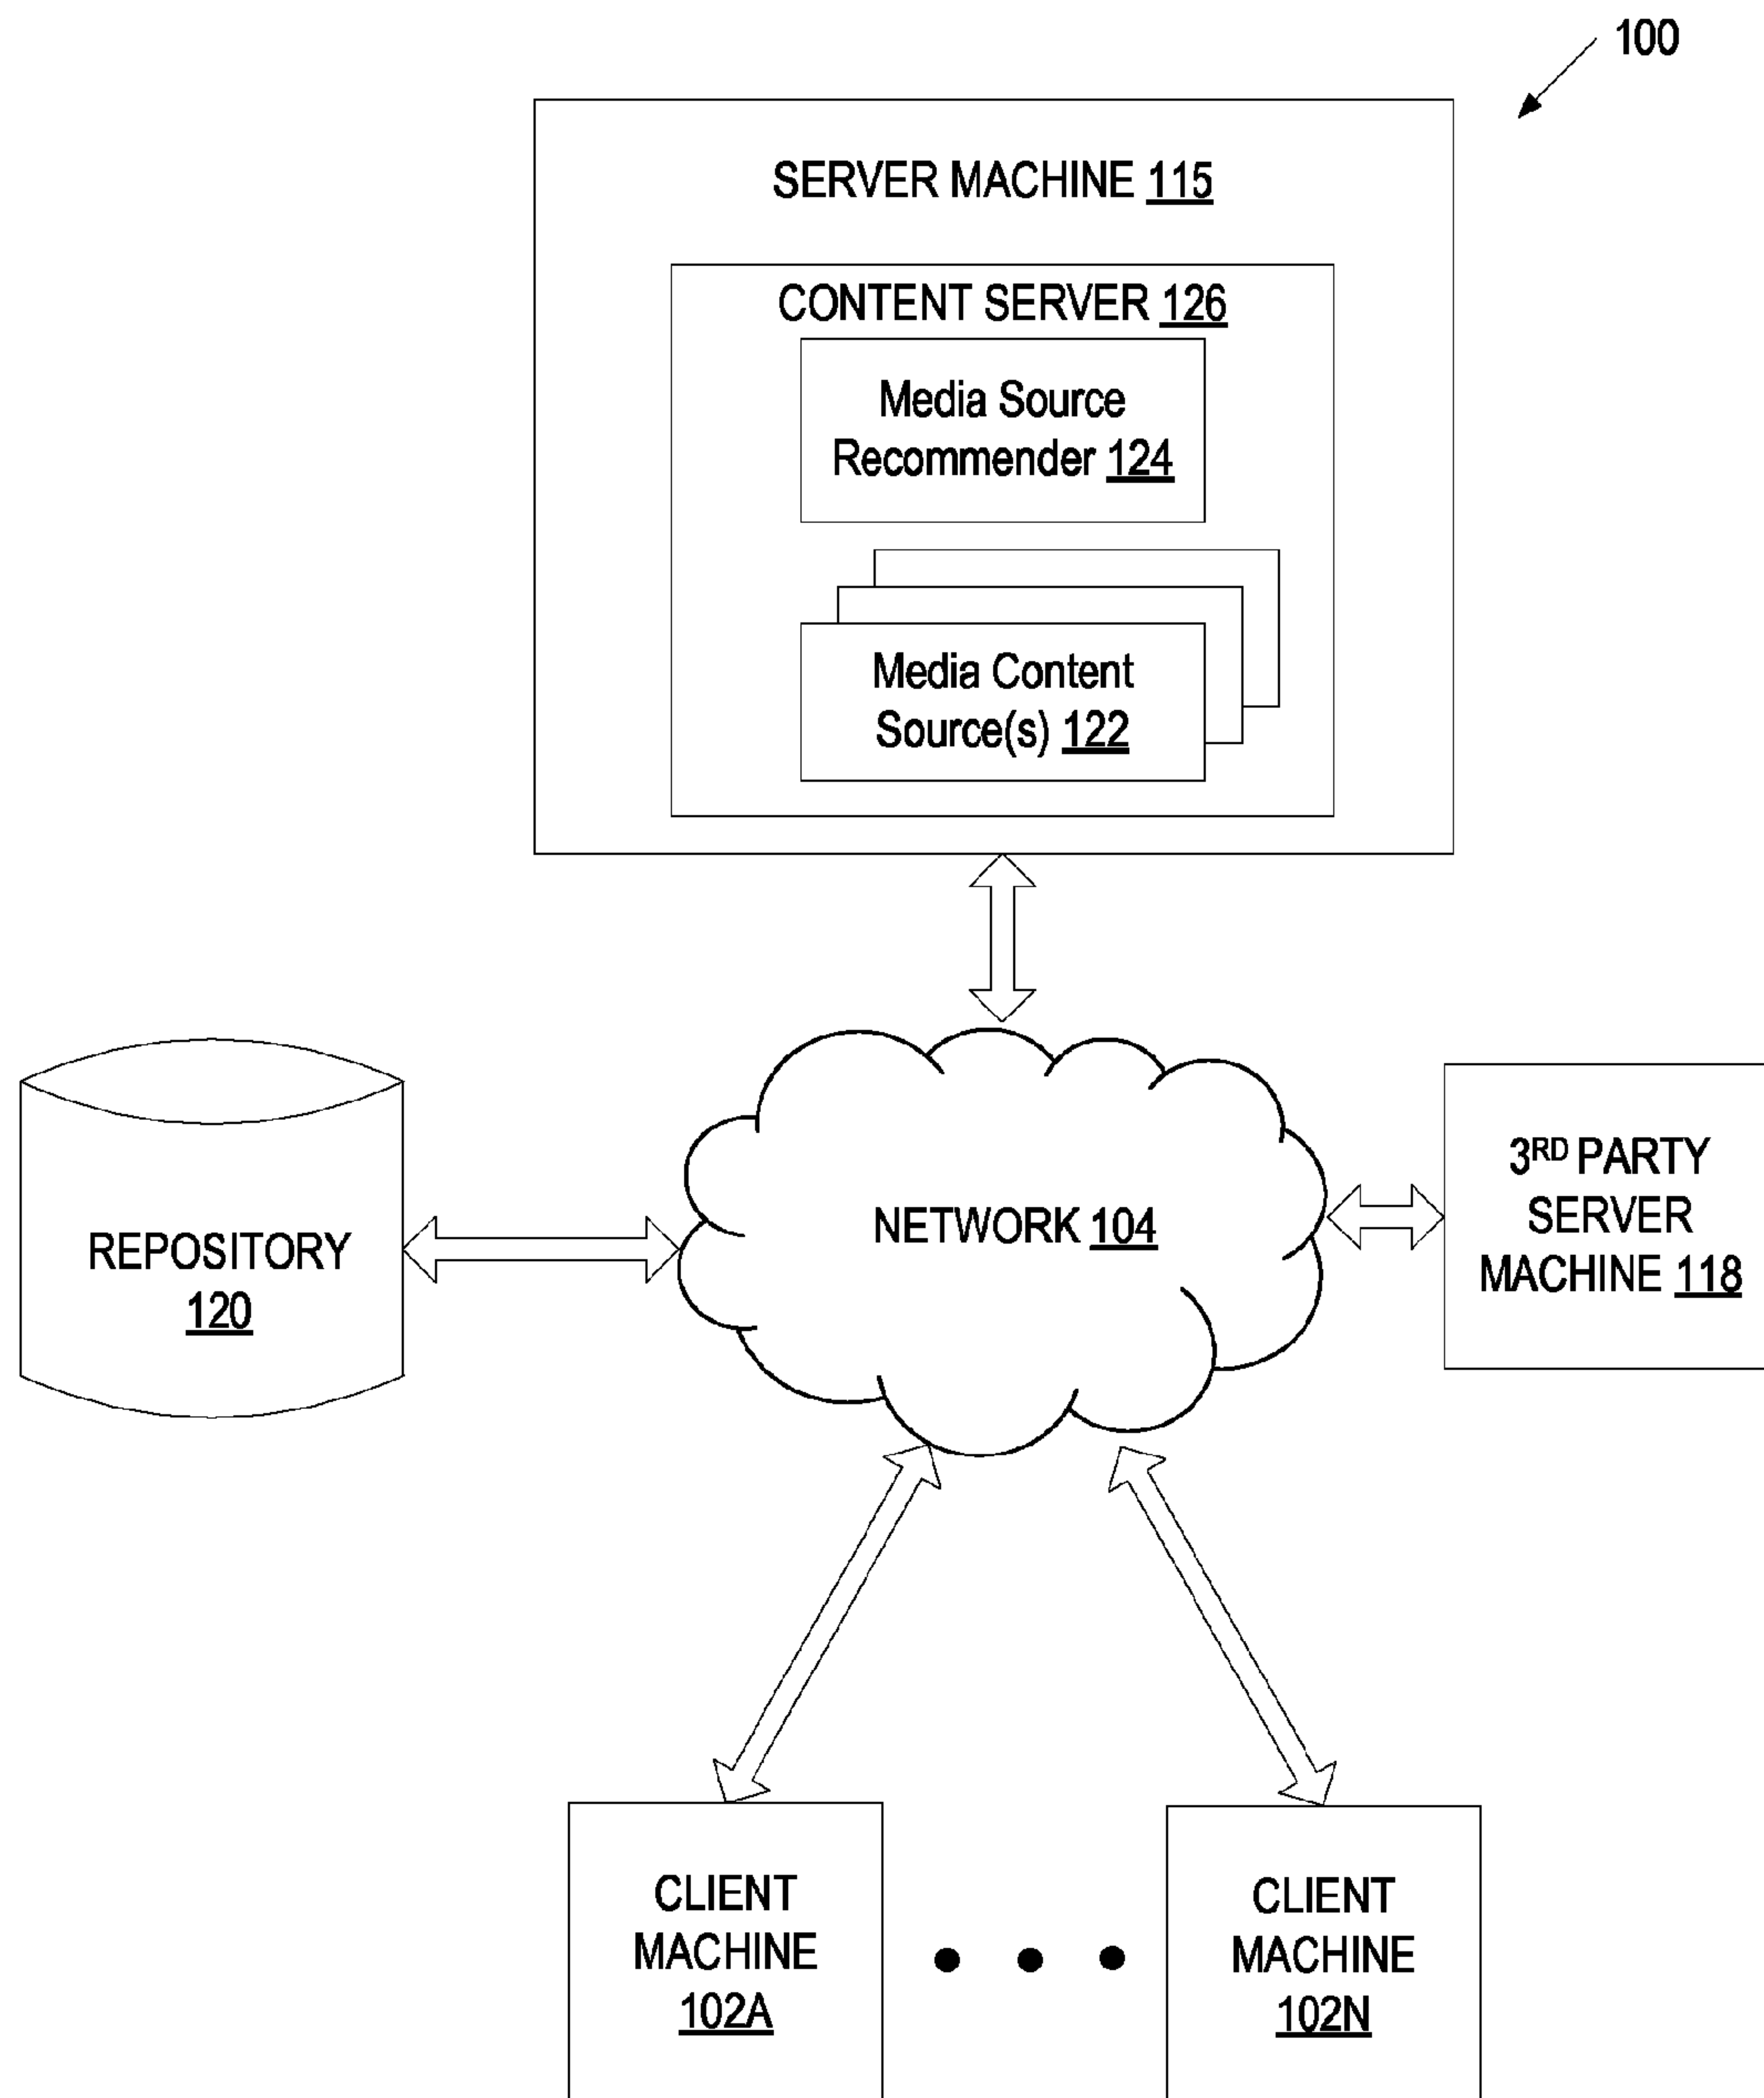 100
SERVER MACHINE 115
CONTENT SERVER 126
Media Source
Recommender 124
Media Content
Source(s) 122
REPOSITORY
120
NETWORK 104
3RD PARTY
SERVER
MACHINE 118
CLIENT
MACHINE
102A
CLIENT
MACHINE
102N